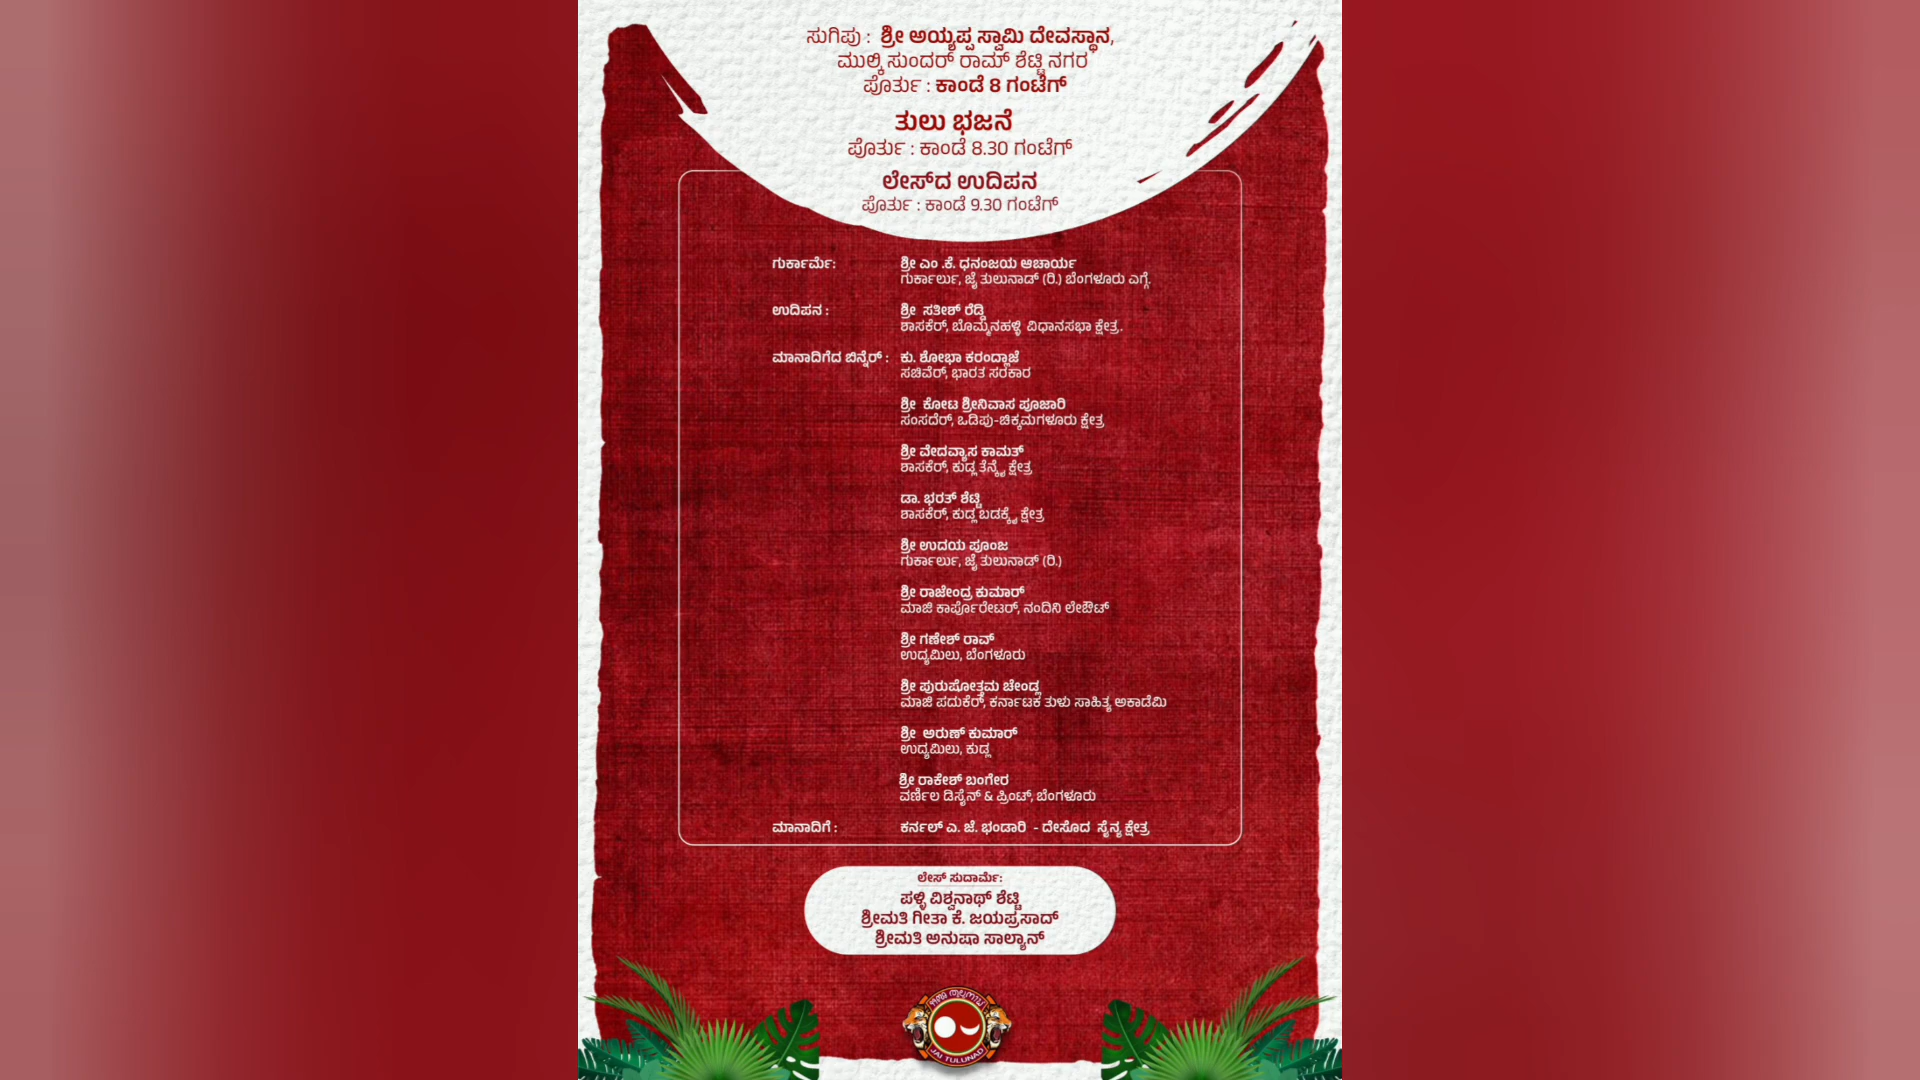 ಸುಗಿಪು : ಶ್ರೀ ಅಯ್ಯಪ್ಪ ಸ್ವಾಮಿ ದೇವಸ್ಥಾನ,
ಮುಲ್ಕಿ ಸುಂದರ್ ರಾಮ್ ಶೆಟ್ಟಿ ನಗರ
ಪೊರ್ತು : ಕಾಂಡೆ 8 ಗಂಟೆಗ್
ತುಲು ಭಜನೆ
ಪೊರ್ತು : ಕಾಂಡೆ 8.30 ಗಂಟೆಗ್
ಲೇಸ್‌ದ ಉದಿಪನ
ಪೊರ್ತು : ಕಾಂಡೆ 9.30 ಗಂಟೆಗ್
ಗುರ್ಕಾರ್ಮೆ: ಶ್ರೀ ಎಂ .ಕೆ. ಧನಂಜಯ ಆಚಾರ್ಯ
ಗುರ್ಕಾರ್ಲು, ಜೈ ತುಲುನಾಡ್ (ರಿ.) ಬೆಂಗಳೂರು ಎಗ್ಗೆ.
ಉದಿಪನ : ಶ್ರೀ ಸತೀಶ್ ರೆಡ್ಡಿ
ಶಾಸಕೆರ್, ಬೊಮ್ಮನಹಳ್ಳಿ ವಿಧಾನಸಭಾ ಕ್ಷೇತ್ರ.
ಮಾನಾದಿಗೆದ ಬಿನ್ನೆರ್ : ಕು. ಶೋಭಾ ಕರಂದ್ಲಾಜೆ
ಸಚಿವೆರ್, ಭಾರತ ಸರಕಾರ
ಶ್ರೀ ಕೋಟ ಶ್ರೀನಿವಾಸ ಪೂಜಾರಿ
ಸಂಸದೆರ್, ಒಡಿಪು-ಚಿಕ್ಕಮಗಳೂರು ಕ್ಷೇತ್ರ
ಶ್ರೀ ವೇದವ್ಯಾಸ ಕಾಮತ್
ಶಾಸಕೆರ್, ಕುಡ್ಲ ತೆನ್ಕೈ ಕ್ಷೇತ್ರ
ಡಾ. ಭರತ್ ಶೆಟ್ಟಿ
ಶಾಸಕೆರ್, ಕುಡ್ಲ ಬಡಕ್ಕೈ ಕ್ಷೇತ್ರ
ಶ್ರೀ ಉದಯ ಪೂಂಜ
ಗುರ್ಕಾರ್ಲು, ಜೈ ತುಲುನಾಡ್ (ರಿ.)
ಶ್ರೀ ರಾಜೇಂದ್ರ ಕುಮಾರ್
ಮಾಜಿ ಕಾರ್ಪೊರೇಟರ್, ನಂದಿನಿ ಲೇಔಟ್
ಶ್ರೀ ಗಣೇಶ್ ರಾವ್
ಉದ್ಯಮಿಲು, ಬೆಂಗಳೂರು
ಶ್ರೀ ಪುರುಷೋತ್ತಮ ಚೇಂಡ್ಲ
ಮಾಜಿ ಪದುಕೆರ್, ಕರ್ನಾಟಕ ತುಳು ಸಾಹಿತ್ಯ ಅಕಾಡೆಮಿ
ಶ್ರೀ ಅರುಣ್ ಕುಮಾರ್
ಉದ್ಯಮಿಲು, ಕುಡ್ಲ
ಶ್ರೀ ರಾಕೇಶ್ ಬಂಗೇರ
ವರ್ಣಿಲ ಡಿಸೈನ್ & ಪ್ರಿಂಟ್, ಬೆಂಗಳೂರು
ಮಾನಾದಿಗೆ : ಕರ್ನಲ್ ಎ. ಜೆ. ಭಂಡಾರಿ - ದೇಸೊದ ಸೈನ್ಯ ಕ್ಷೇತ್ರ
ಲೇಸ್ ಸುದಾರ್ಮೆ:
ಪಳ್ಳಿ ವಿಶ್ವನಾಥ್ ಶೆಟ್ಟಿ
ಶ್ರೀಮತಿ ಗೀತಾ ಕೆ. ಜಯಪ್ರಸಾದ್
ಶ್ರೀಮತಿ ಅನುಷಾ ಸಾಲ್ಯಾನ್
JAI TULUNAD